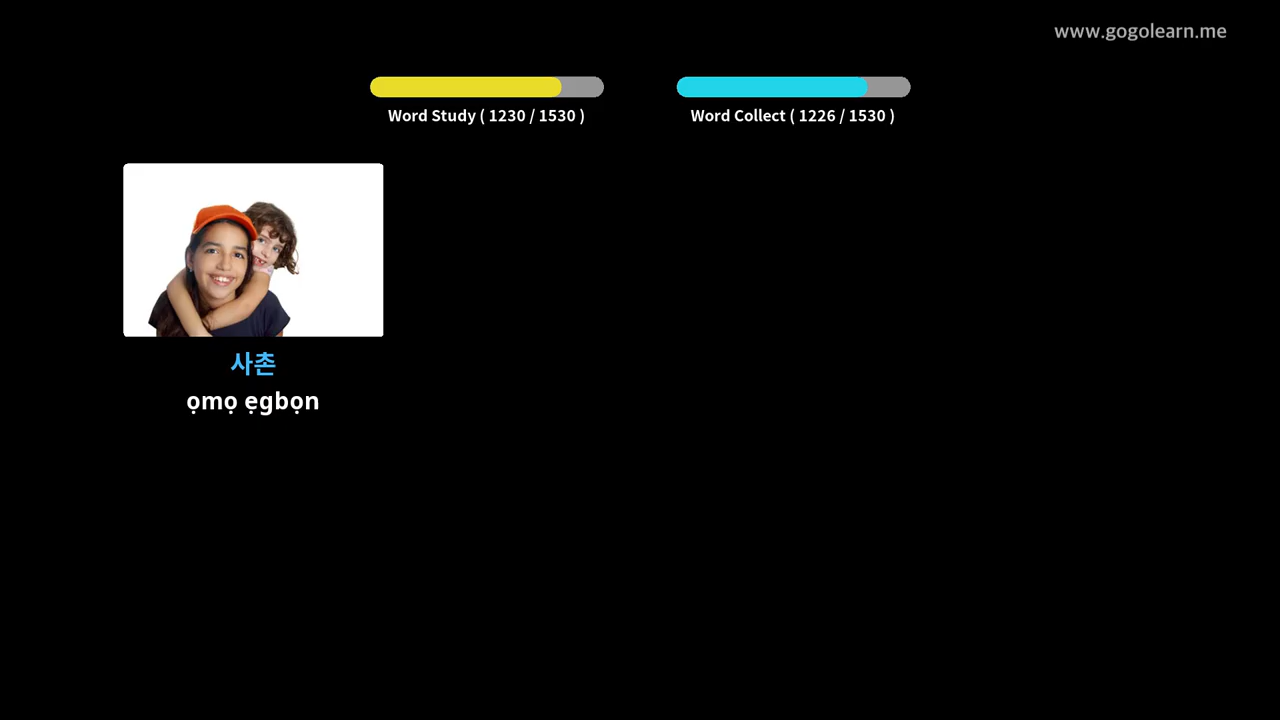 www.gogolearn.me
Word Study ( 1230 / 1530 )
Word Collect ( 1226 / 1530 )
사촌
ọmọ ẹgbọn